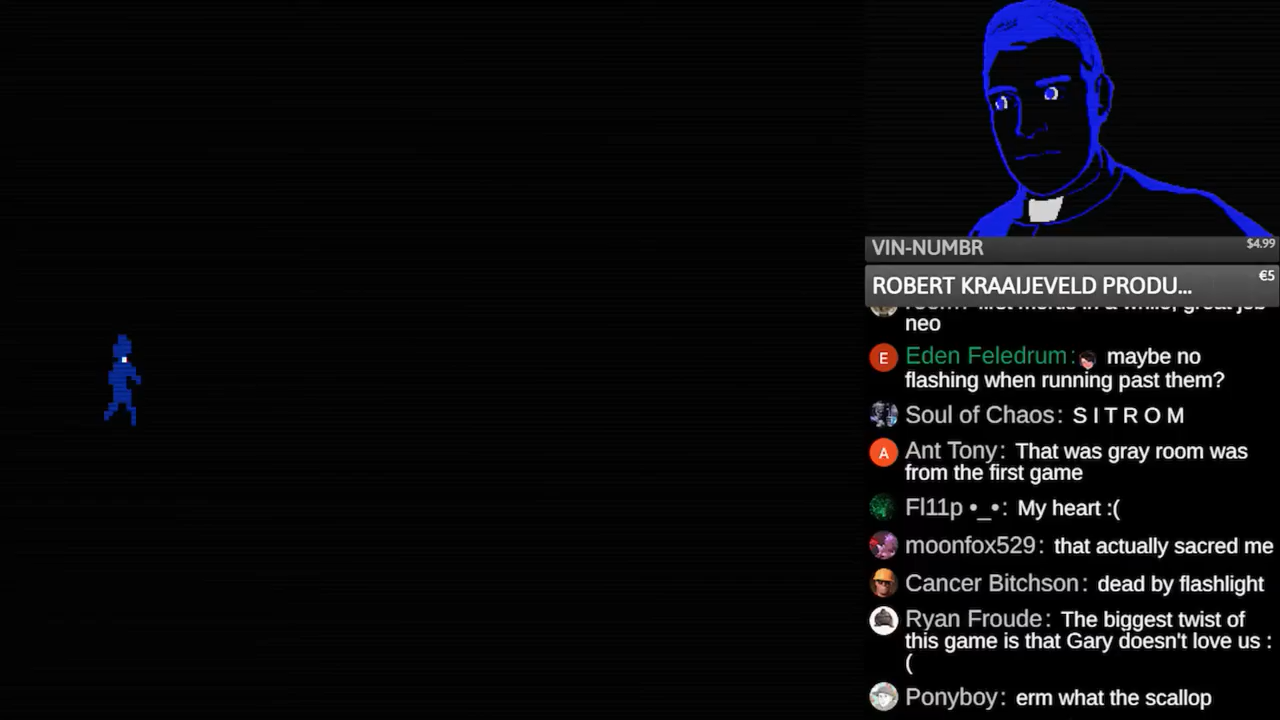 VIN-NUMBR $4.99
ROBERT KRAAIJEVELD PRODU... €5
neo
E Eden Feledrum: maybe no
flashing when running past them?
Soul of Chaos: S I T R O M
A Ant Tony: That was gray room was
from the first game
Fl11p •_•: My heart :(
moonfox529: that actually sacred me
Cancer Bitchson: dead by flashlight
Ryan Froude: The biggest twist of
this game is that Gary doesn't love us :
(
Ponyboy: erm what the scallop